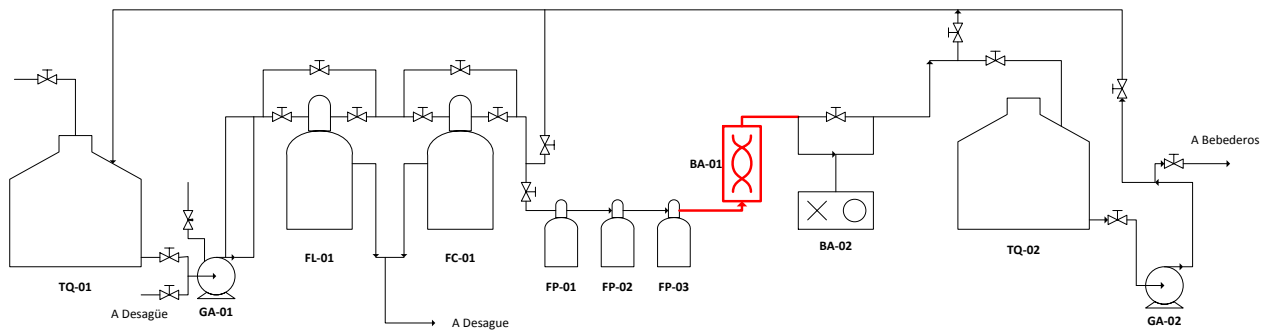 A Bebederos
BA-01
BA-02
TQ-02
FL-01
FC-01
FP-01
FP-02
FP-03
TQ-01
A Desagüe
GA-01
GA-02
A Desague